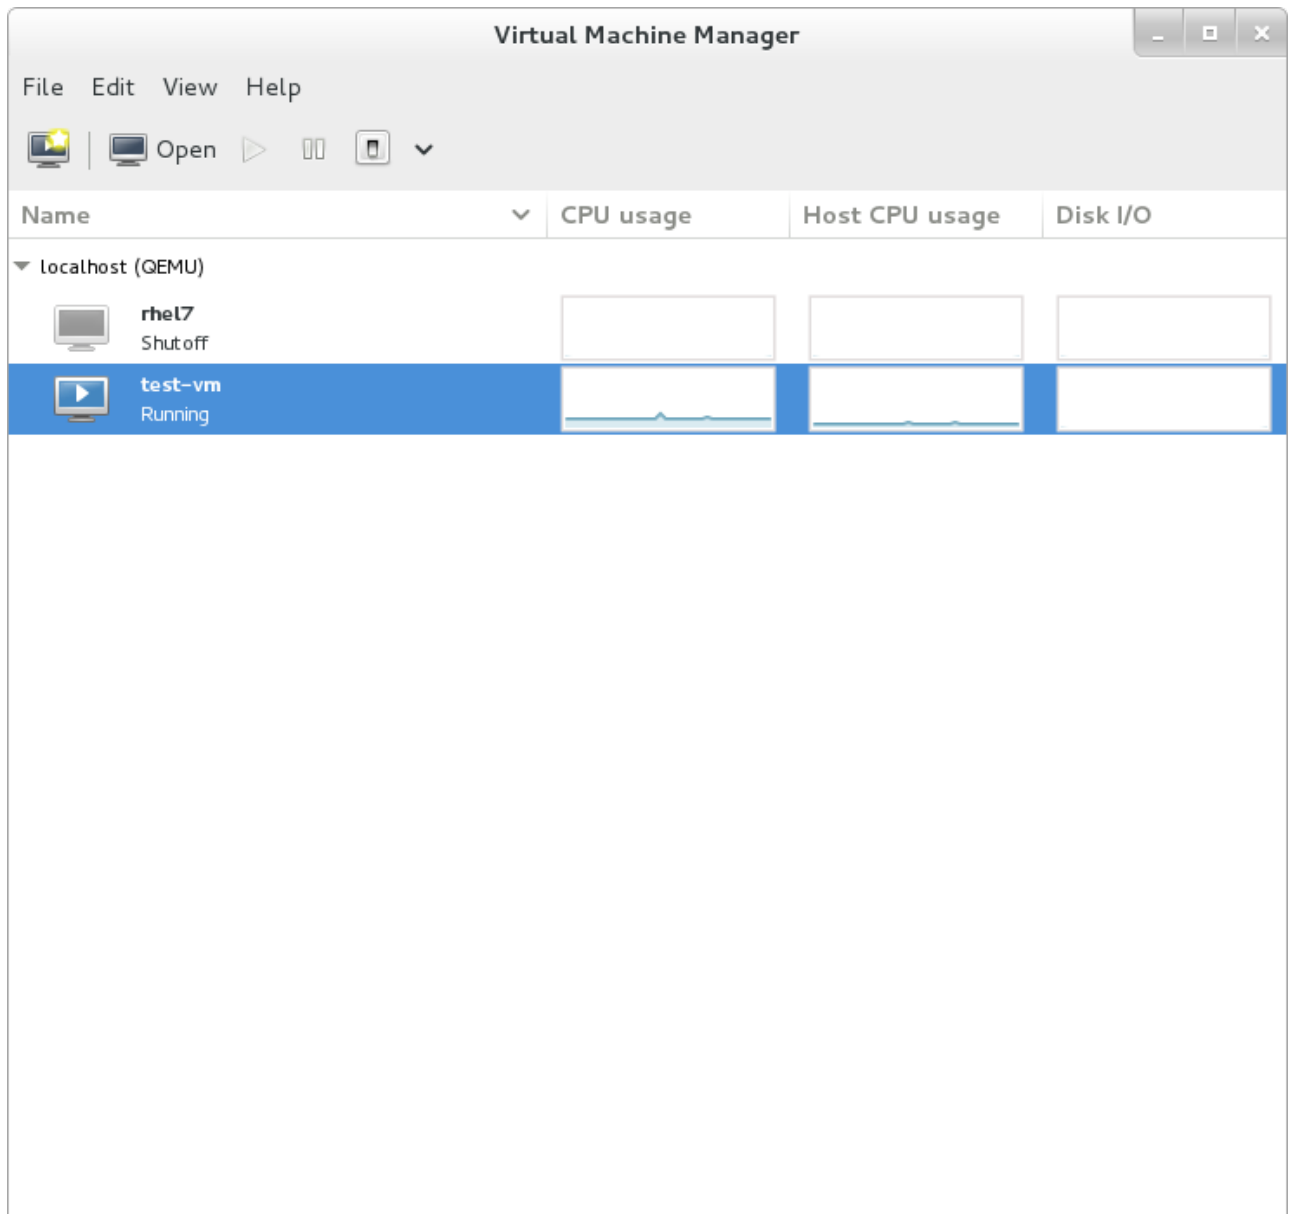 Virtual Machine Manager
File Edit View Help
Open
Name CPU usage Host CPU usage Disk I/O
localhost (QEMU)
rhel7
Shutoff
test-vm
Running